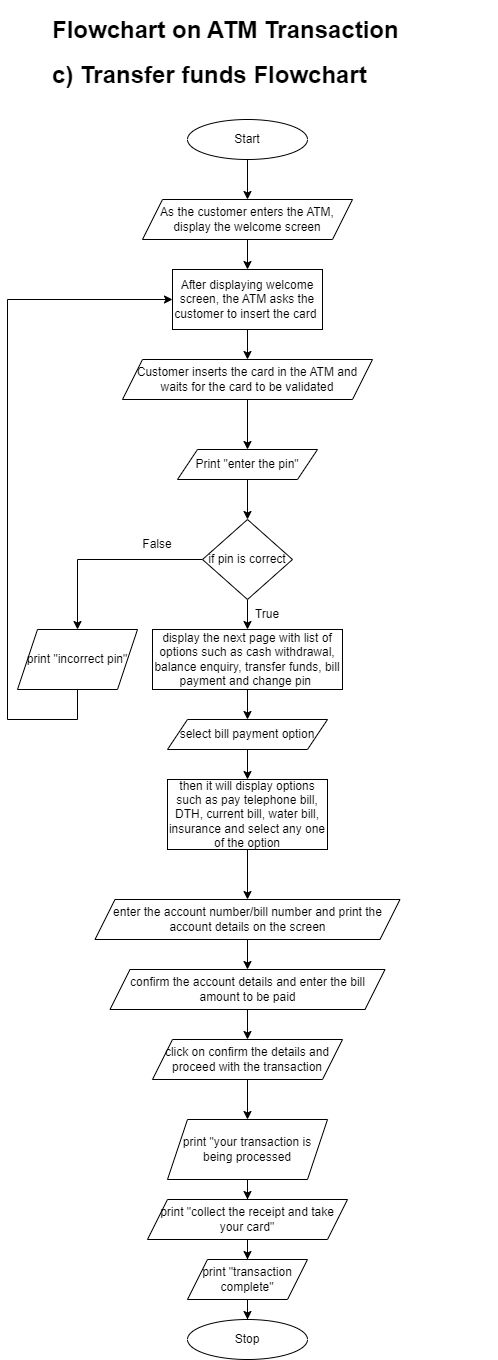 Flowchart on ATM Transaction
c) Transfer funds Flowchart
Start
As the customer enters the ATM,
display the welcome screen
After displaying welcome
screen, the ATM asks the
customer to insert the card
Customer inserts the card in the ATM and
waits for the card to be validated
Print "enter the pin"
False
if pin is correct
True
print "incorrect pin"
display the next page with list of
options such as cash withdrawal,
balance enquiry, transfer funds, bill
payment and change pin
select bill payment option
then it will display options
such as pay telephone bill,
DTH, current bill, water bill,
insurance and select any one
of the option
enter the account number/bill number and print the
account details on the screen
confirm the account details and enter the bill
amount to be paid
click on confirm the details and
proceed with the transaction
print "your transaction is
being processed
print "collect the receipt and take
your card"
print "transaction
complete"
Stop